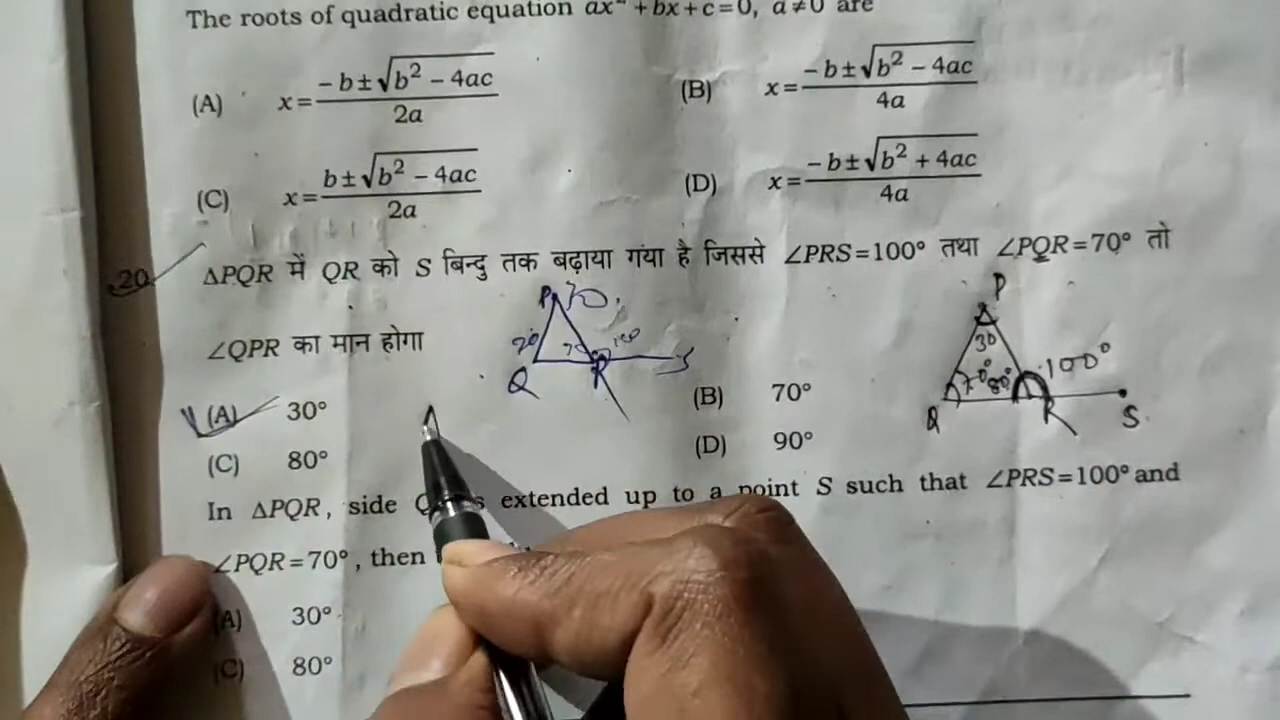 The roots of quadratic equation ax² + bx + c = 0, a ≠ 0 are
(A) x = (-b ± √(b² - 4ac)) / 2a (B) x = (-b ± √(b² - 4ac)) / 4a
(C) x = (b ± √(b² - 4ac)) / 2a (D) x = (-b ± √(b² + 4ac)) / 4a
20 ΔPQR में QR को S बिन्दु तक बढ़ाया गया है जिससे ∠PRS = 100° तथा ∠PQR = 70° तो
∠QPR का मान होगा
P
Q R S
P
30
70° 80° 100°
Q R S
(A) 30° (B) 70°
(C) 80° (D) 90°
In ΔPQR, side extended up to a point S such that ∠PRS = 100° and
∠PQR = 70°, then
(A) 30°
(C) 80°